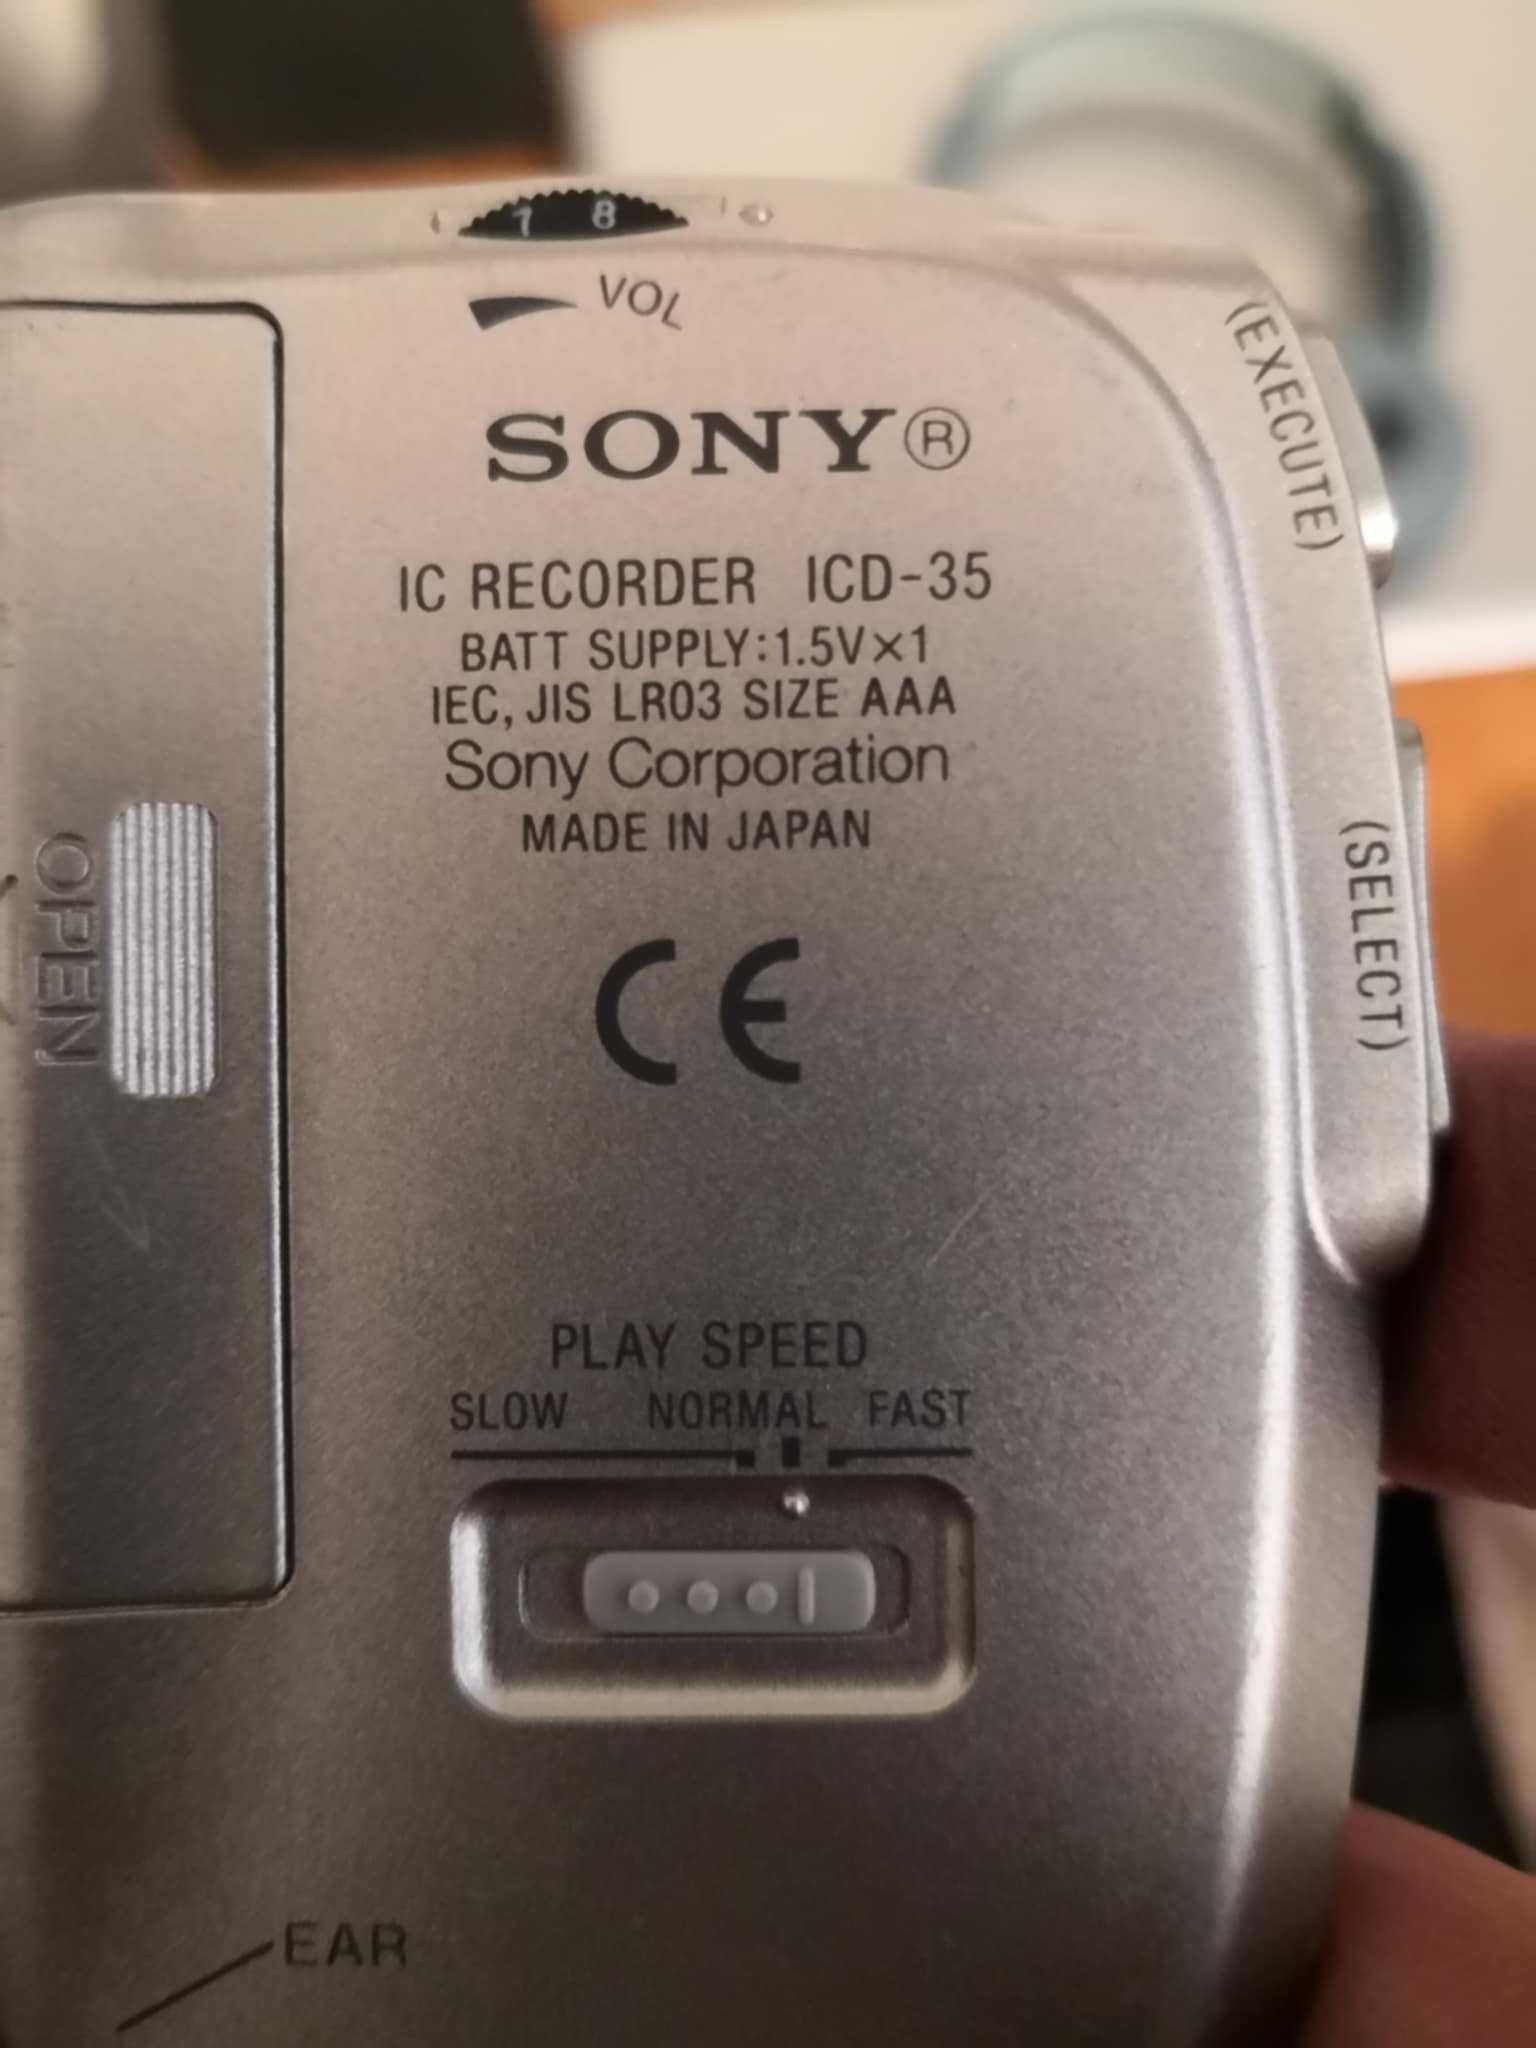 7 8
VOL
SONY®
(EXECUTE)
IC RECORDER ICD-35
BATT SUPPLY:1.5V×1
IEC, JIS LR03 SIZE AAA
Sony Corporation
MADE IN JAPAN
(SELECT)
OPEN
CE
PLAY SPEED
SLOW NORMAL FAST
EAR